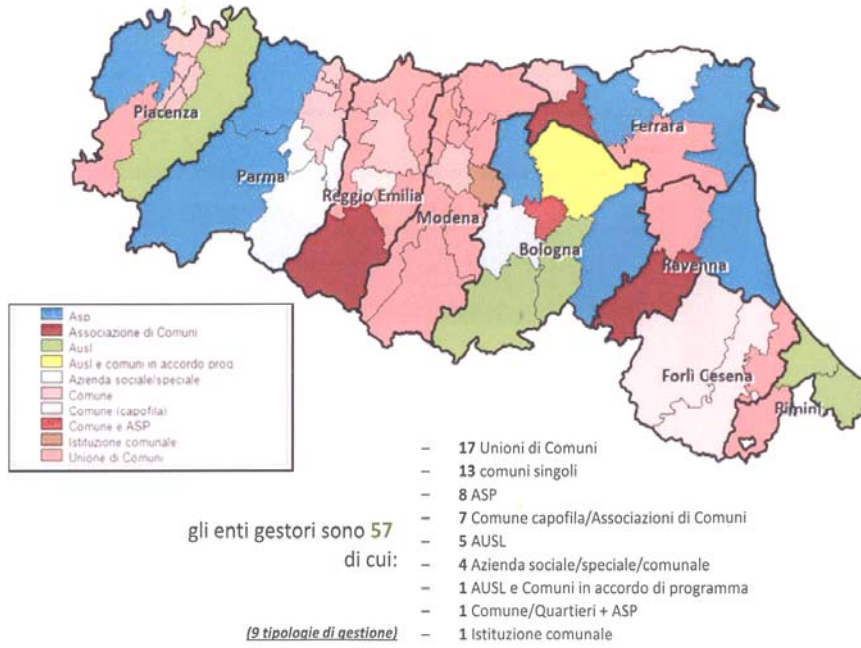 Piacenza
Parma
Reggio Emilia
Modena
Bologna
Ferrara
Ravenna
Forlì Cesena
Rimini
Asp
Associazione di Comuni
Ausl
Ausl e comuni in accordo prog.
Azienda sociale/speciale
Comune
Comune (capofila)
Comune e ASP
Istituzione comunale
Unione di Comuni
gli enti gestori sono 57
di cui:
(9 tipologie di gestione)
– 17 Unioni di Comuni
– 13 comuni singoli
– 8 ASP
– 7 Comune capofila/Associazioni di Comuni
– 5 AUSL
– 4 Azienda sociale/speciale/comunale
– 1 AUSL e Comuni in accordo di programma
– 1 Comune/Quartieri + ASP
– 1 Istituzione comunale